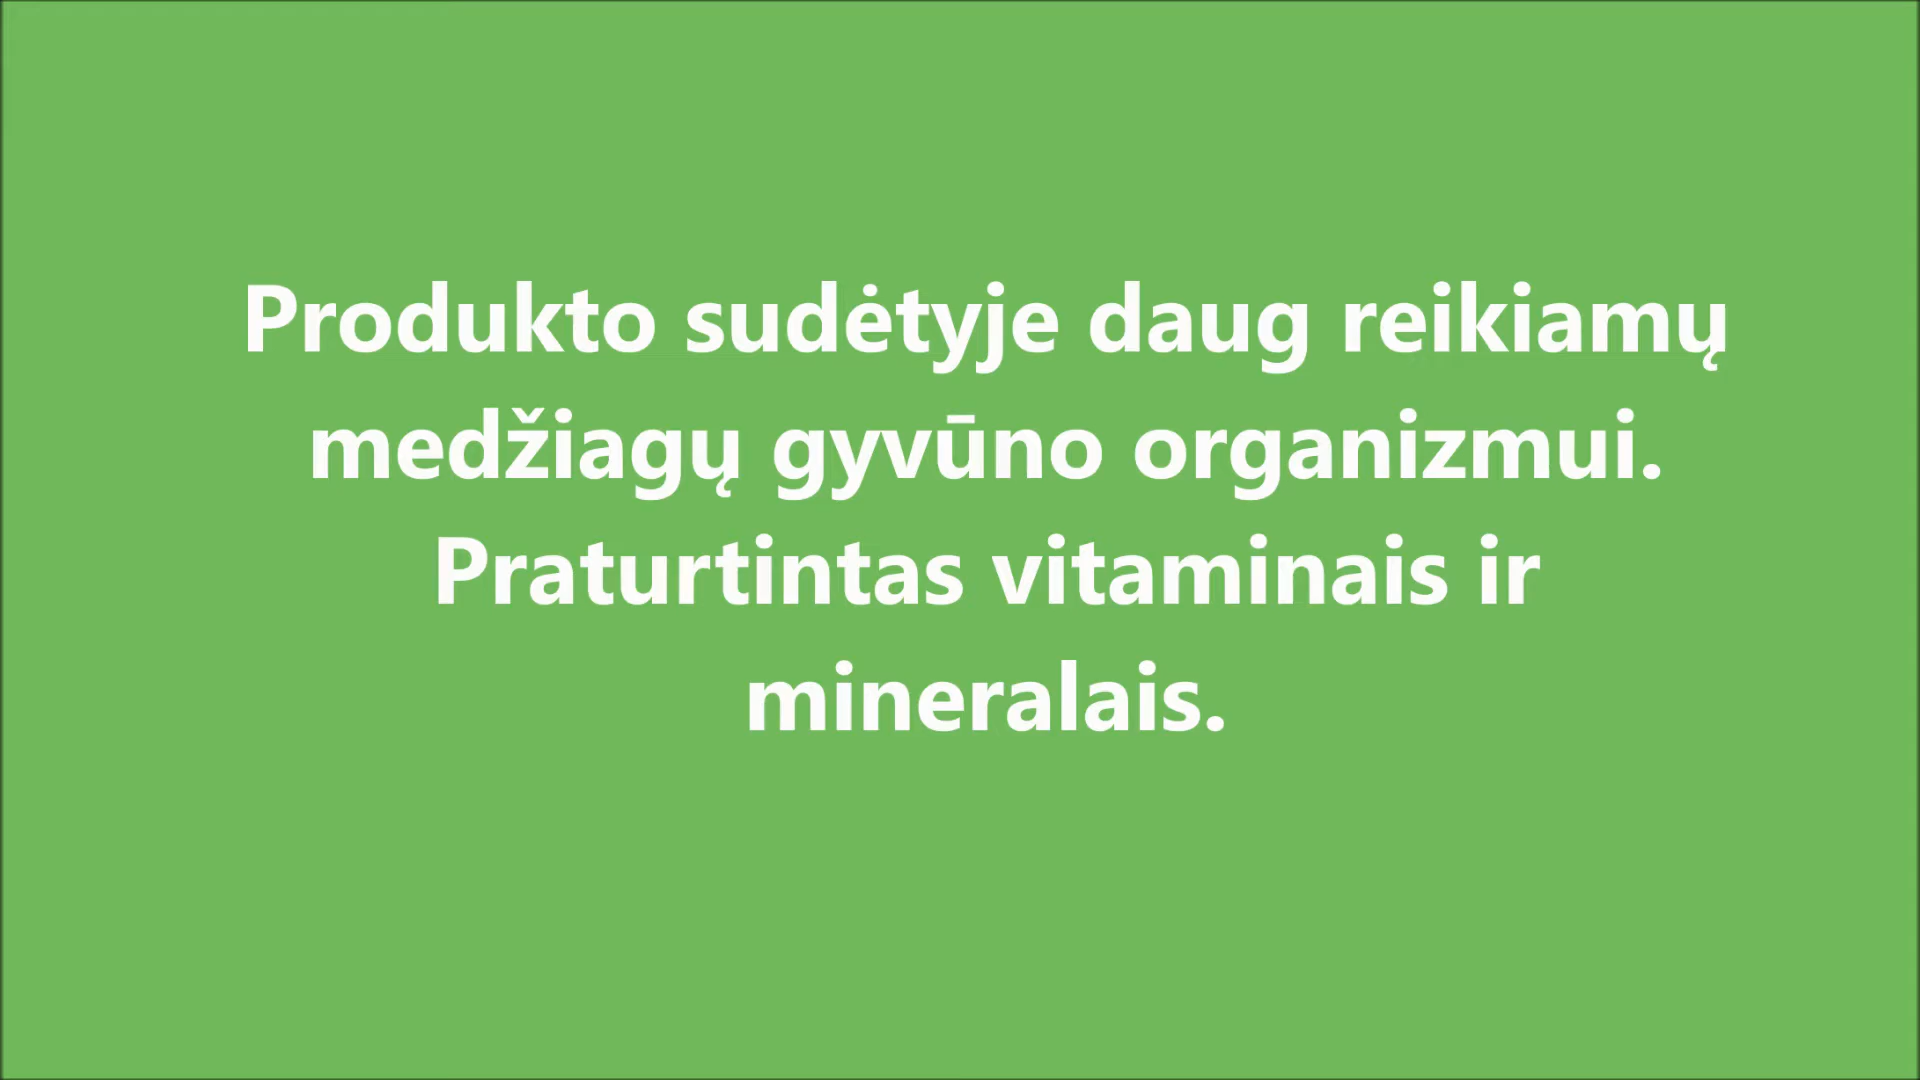 Produkto sudėtyje daug reikiamų
medžiagų gyvūno organizmui.
Praturtintas vitaminais ir
mineralais.